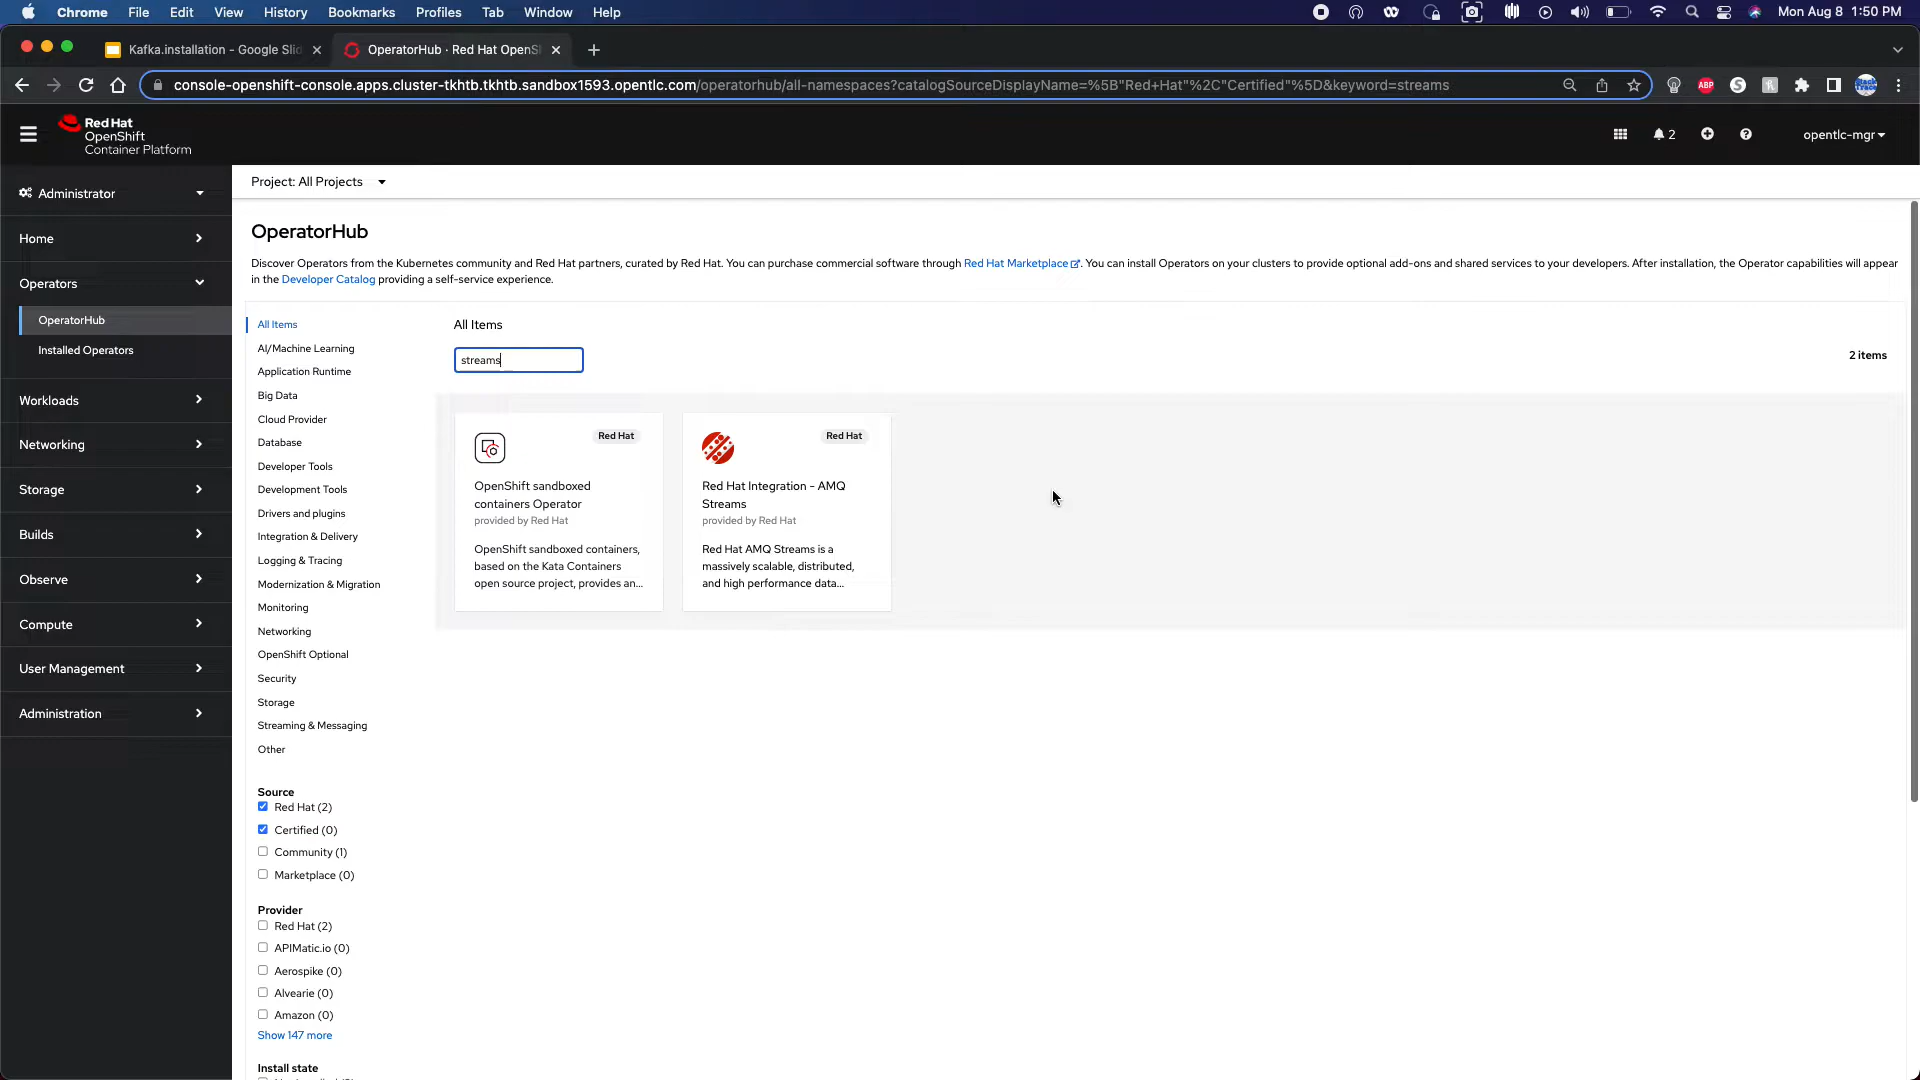 Chrome File Edit View History Bookmarks Profiles Tab Window Help Mon Aug 8 1:50 PM
Kafka.installation - Google Slid
OperatorHub · Red Hat OpenSh
console-openshift-console.apps.cluster-tkhtb.tkhtb.sandbox1593.opentlc.com/operatorhub/all-namespaces?catalogSourceDisplayName=%5B"Red+Hat"%2C"Certified"%5D&keyword=streams
ABP
Red Hat
OpenShift
Container Platform
2
opentlc-mgr
Administrator
Home
Operators
OperatorHub
Installed Operators
Workloads
Networking
Storage
Builds
Observe
Compute
User Management
Administration
Project: All Projects
OperatorHub
Discover Operators from the Kubernetes community and Red Hat partners, curated by Red Hat. You can purchase commercial software through Red Hat Marketplace. You can install Operators on your clusters to provide optional add-ons and shared services to your developers. After installation, the Operator capabilities will appear
in the Developer Catalog providing a self-service experience.
All Items
AI/Machine Learning
Application Runtime
Big Data
Cloud Provider
Database
Developer Tools
Development Tools
Drivers and plugins
Integration & Delivery
Logging & Tracing
Modernization & Migration
Monitoring
Networking
OpenShift Optional
Security
Storage
Streaming & Messaging
Other
Source
Red Hat (2)
Certified (0)
Community (1)
Marketplace (0)
Provider
Red Hat (2)
APIMatic.io (0)
Aerospike (0)
Alvearie (0)
Amazon (0)
Show 147 more
Install state
All Items
streams
2 items
Red Hat
OpenShift sandboxed
containers Operator
provided by Red Hat
OpenShift sandboxed containers,
based on the Kata Containers
open source project, provides an...
Red Hat
Red Hat Integration - AMQ
Streams
provided by Red Hat
Red Hat AMQ Streams is a
massively scalable, distributed,
and high performance data...